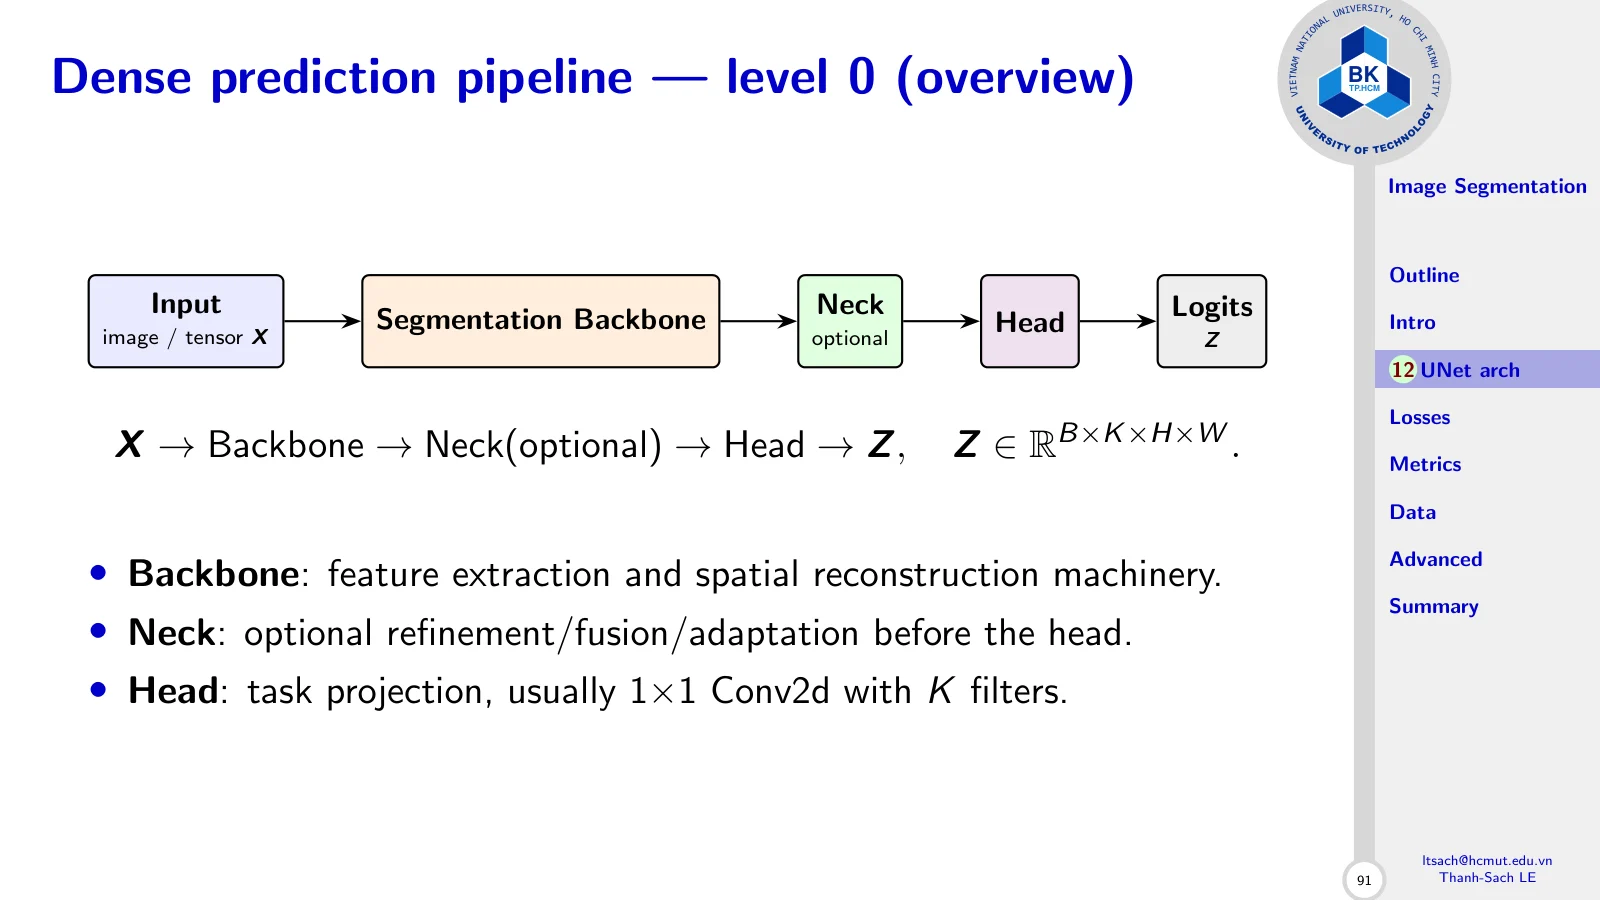 Dense prediction pipeline — level 0 (overview)
VIETNAM NATIONAL UNIVERSITY, HO CHI MINH CITY
BK
TP.HCM
UNIVERSITY OF TECHNOLOGY
Input
image / tensor X
Segmentation Backbone
Neck
optional
Head
Logits
Z
X → Backbone → Neck(optional) → Head → Z, Z ∈ ℝ^{B×K×H×W}.
• Backbone: feature extraction and spatial reconstruction machinery.
• Neck: optional refinement/fusion/adaptation before the head.
• Head: task projection, usually 1×1 Conv2d with K filters.
Image Segmentation
Outline
Intro
12 UNet arch
Losses
Metrics
Data
Advanced
Summary
ltsach@hcmut.edu.vn
Thanh-Sach LE
91